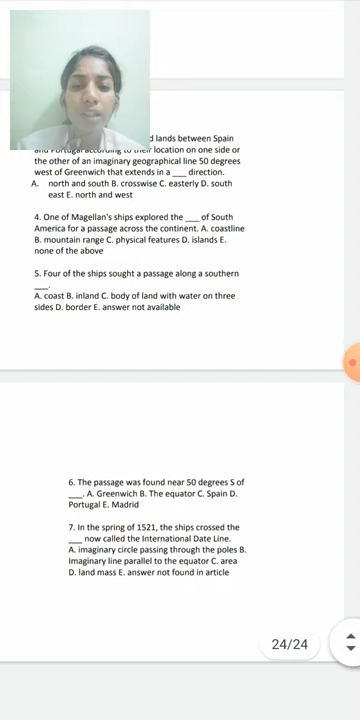 d lands between Spain
and Portugal according to their location on one side or
the other of an imaginary geographical line 50 degrees
west of Greenwich that extends in a ___ direction.
A. north and south B. crosswise C. easterly D. south
east E. north and west
4. One of Magellan's ships explored the ___ of South
America for a passage across the continent. A. coastline
B. mountain range C. physical features D. islands E.
none of the above
5. Four of the ships sought a passage along a southern
___.
A. coast B. inland C. body of land with water on three
sides D. border E. answer not available
6. The passage was found near 50 degrees S of
___. A. Greenwich B. The equator C. Spain D.
Portugal E. Madrid
7. In the spring of 1521, the ships crossed the
___ now called the International Date Line.
A. imaginary circle passing through the poles B.
Imaginary line parallel to the equator C. area
D. land mass E. answer not found in article
24/24